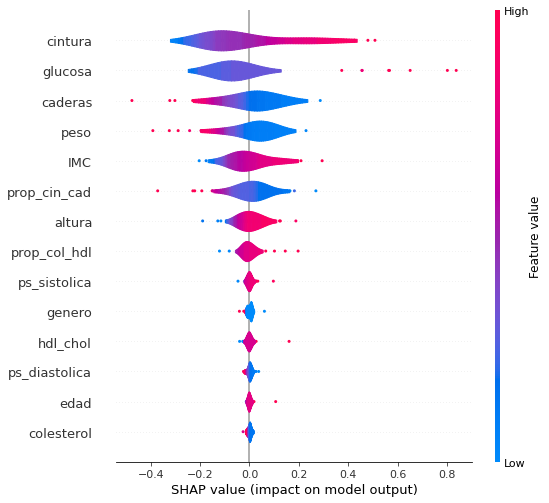 High
cintura
glucosa
caderas
peso
IMC
prop_cin_cad
altura
prop_col_hdl
ps_sistolica
genero
hdl_chol
ps_diastolica
edad
colesterol
Feature value
Low
−0.4 −0.2 0.0 0.2 0.4 0.6 0.8
SHAP value (impact on model output)